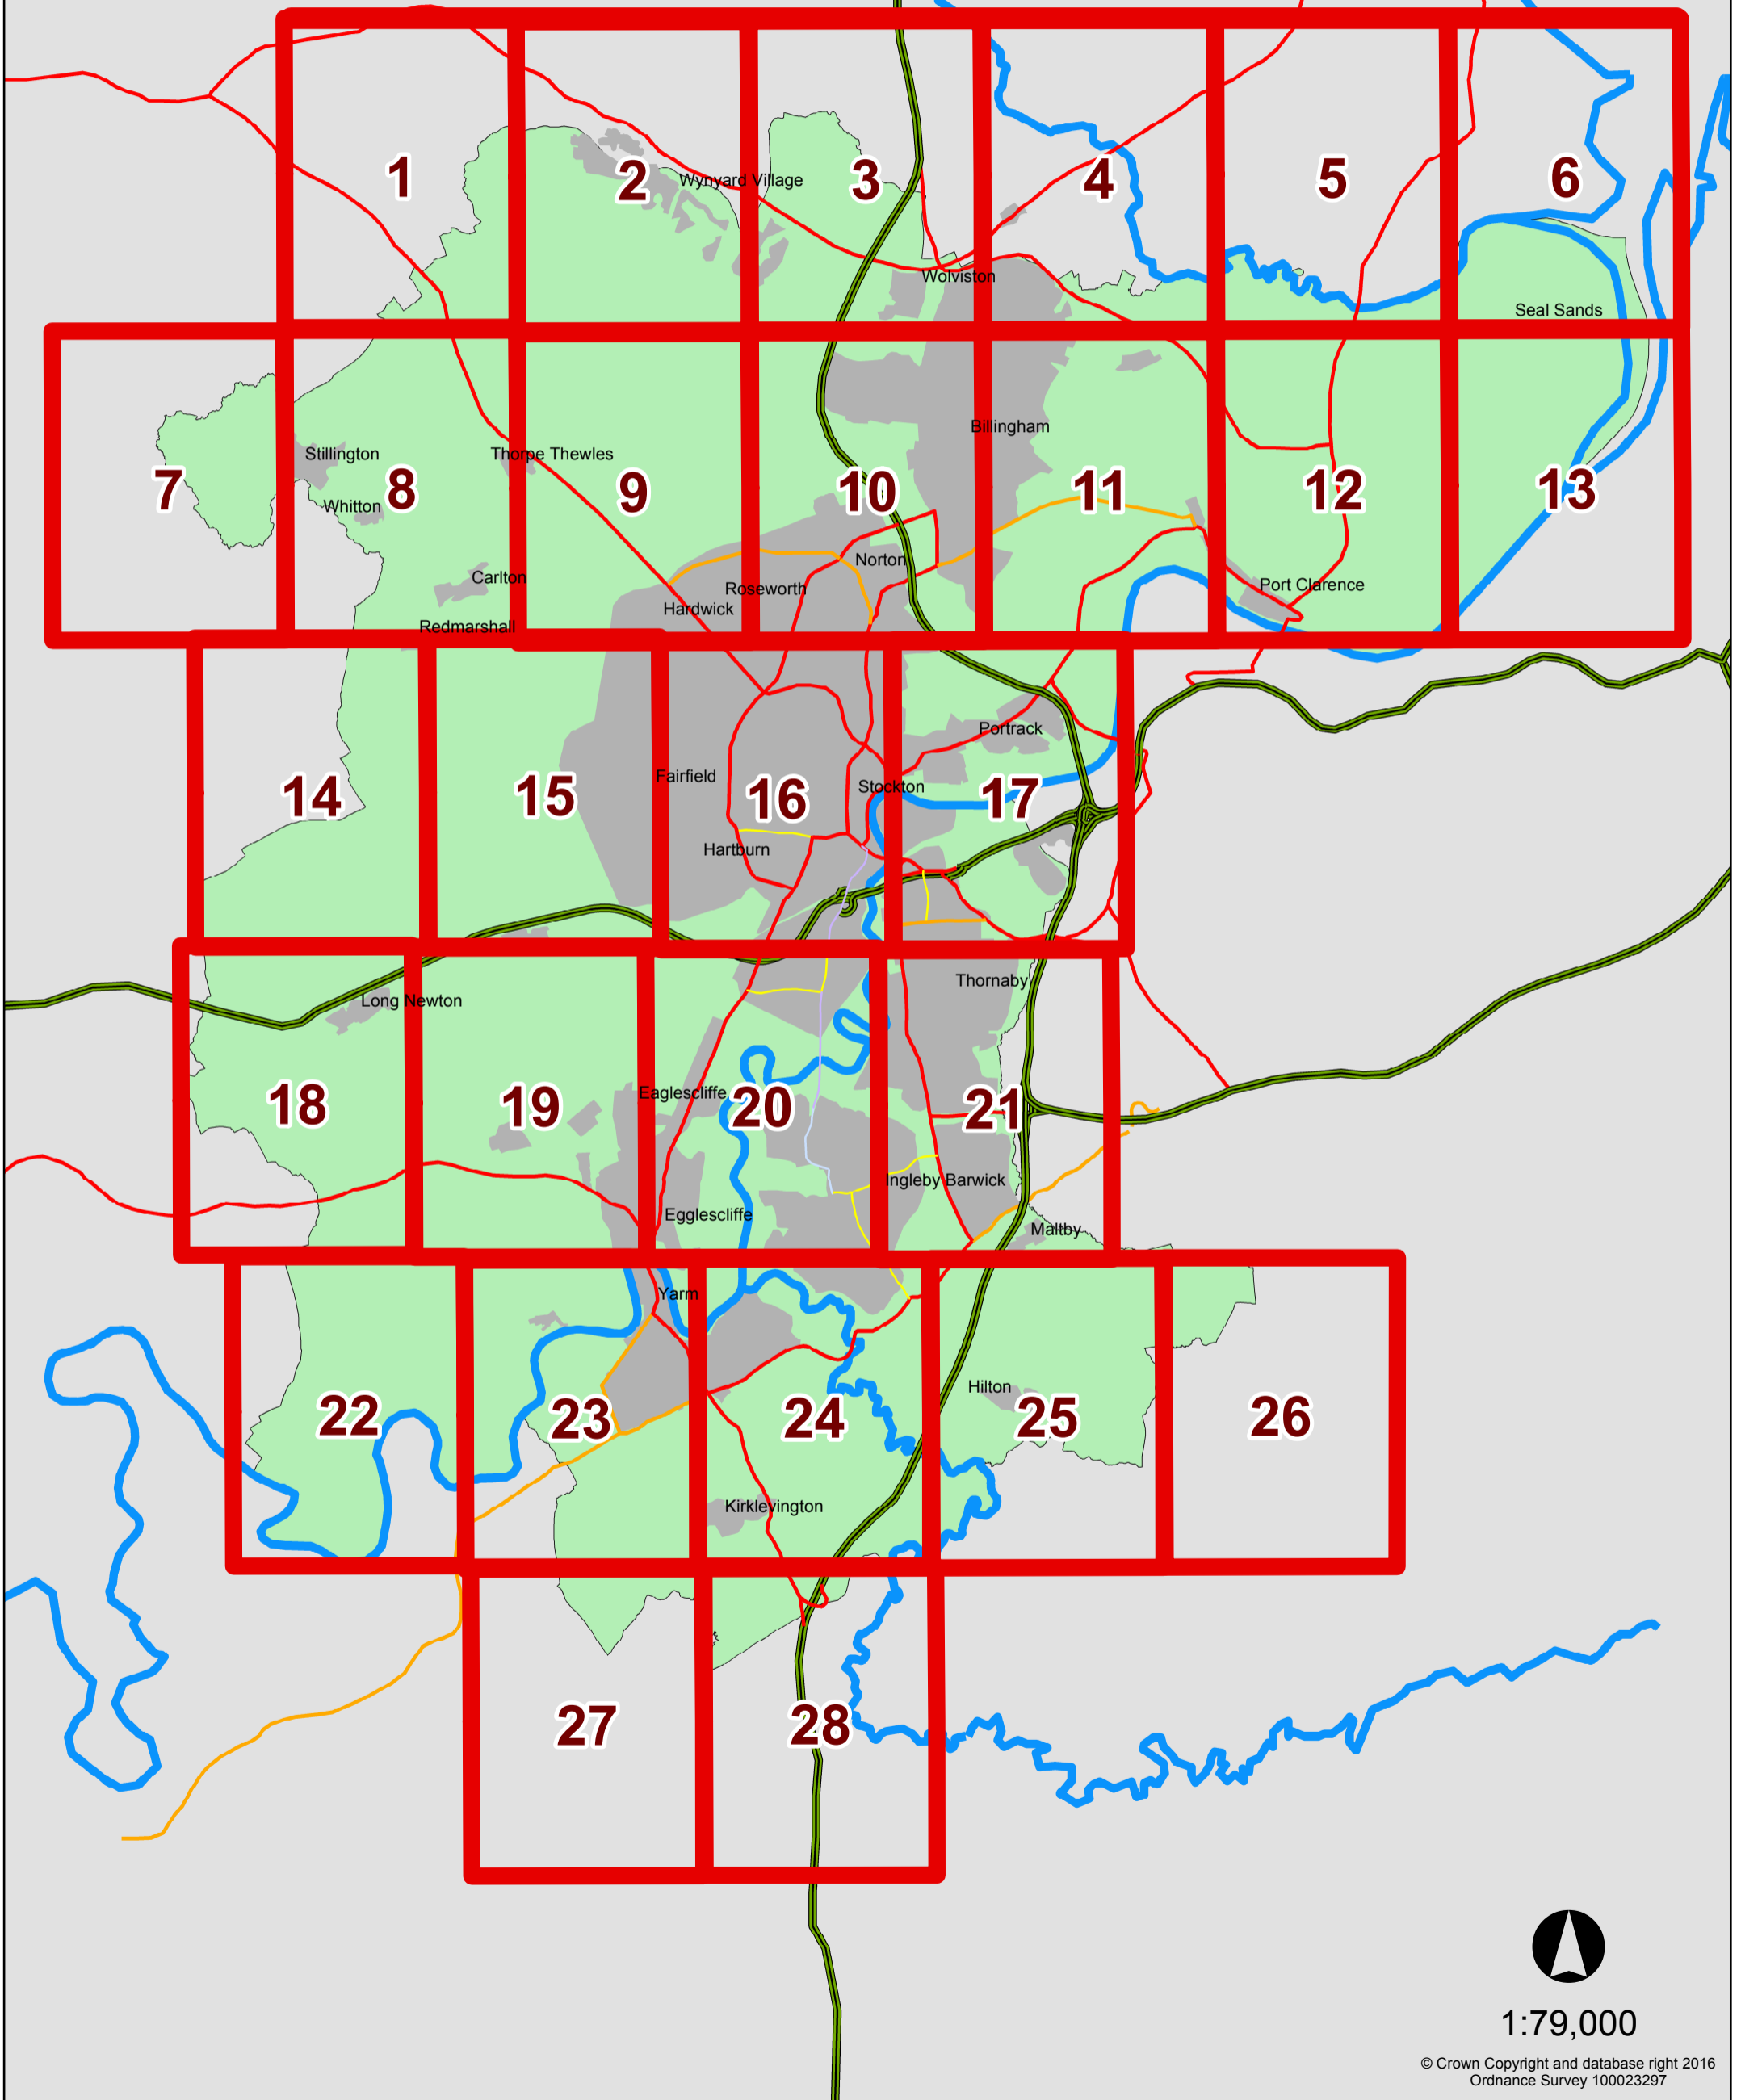 1
2
Wynyard Village
3
4
5
6
Wolviston
Seal Sands
Billingham
Stillington
Thorpe Thewles
7
8
9
10
11
12
13
Whitton
Norton
Carlton
Roseworth
Port Clarence
Hardwick
Redmarshall
Portrack
Fairfield
Stockton
14
15
16
17
Hartburn
Thornaby
Long Newton
Eaglescliffe
18
19
20
21
Ingleby Barwick
Egglescliffe
Maltby
Yarm
Hilton
22
23
24
25
26
Kirklevington
27
28
1:79,000
© Crown Copyright and database right 2016
Ordnance Survey 100023297